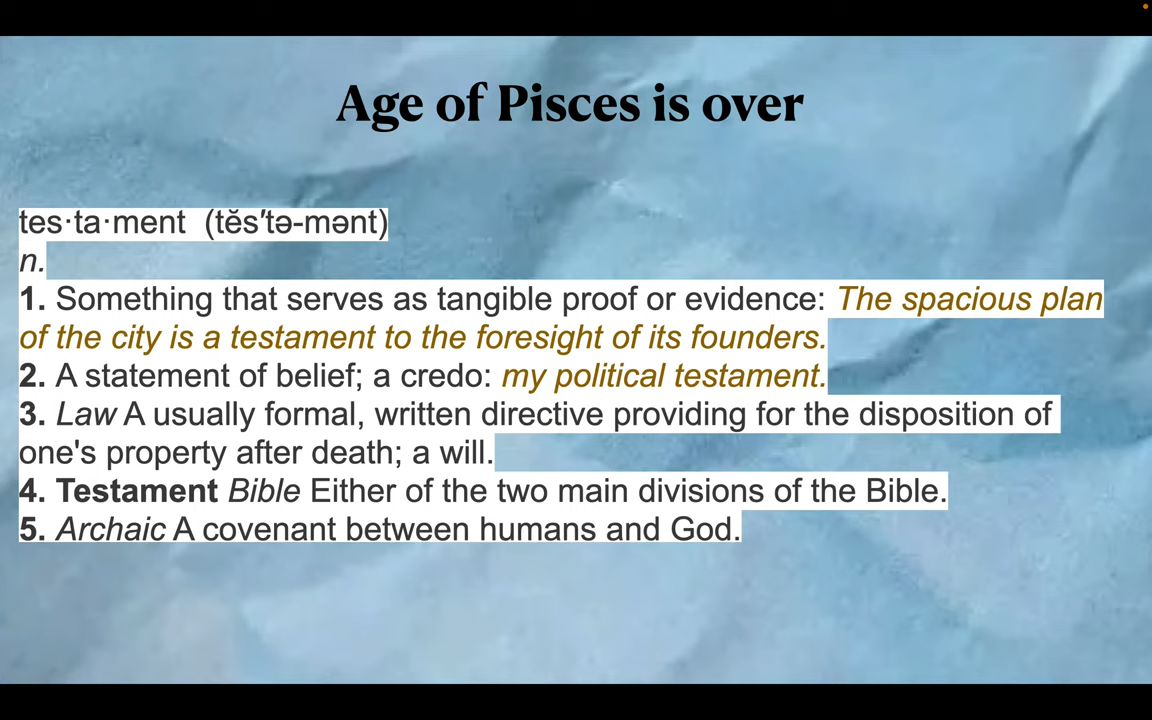 Age of Pisces is over
tes·ta·ment  (tĕs′tə-mənt)
n.
1. Something that serves as tangible proof or evidence: The spacious plan
of the city is a testament to the foresight of its founders.
2. A statement of belief; a credo: my political testament.
3. Law A usually formal, written directive providing for the disposition of
one's property after death; a will.
4. Testament Bible Either of the two main divisions of the Bible.
5. Archaic A covenant between humans and God.